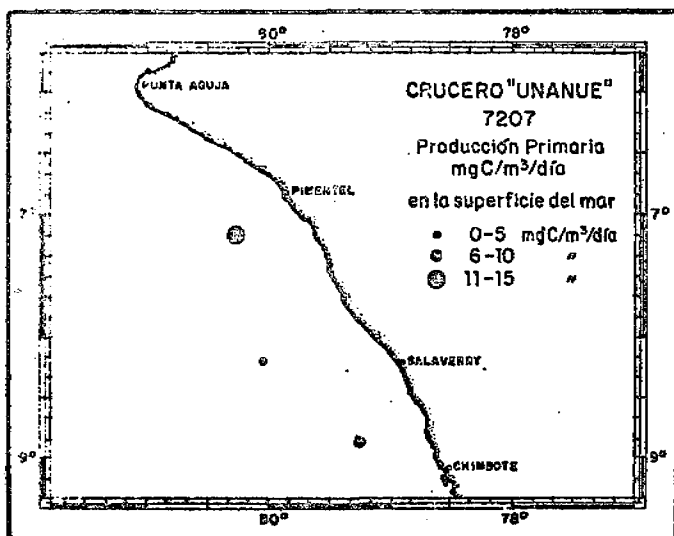 80° 78°
PUNTA AGUJA
CRUCERO "UNANUE"
7207
Producción Primaria
mgC/m³/día
en la superficie del mar
0-5 mgC/m³/día
6-10 "
11-15 "
PIMENTEL
7° 7°
SALAVERRY
CHIMBOTE
9° 9°
80° 78°